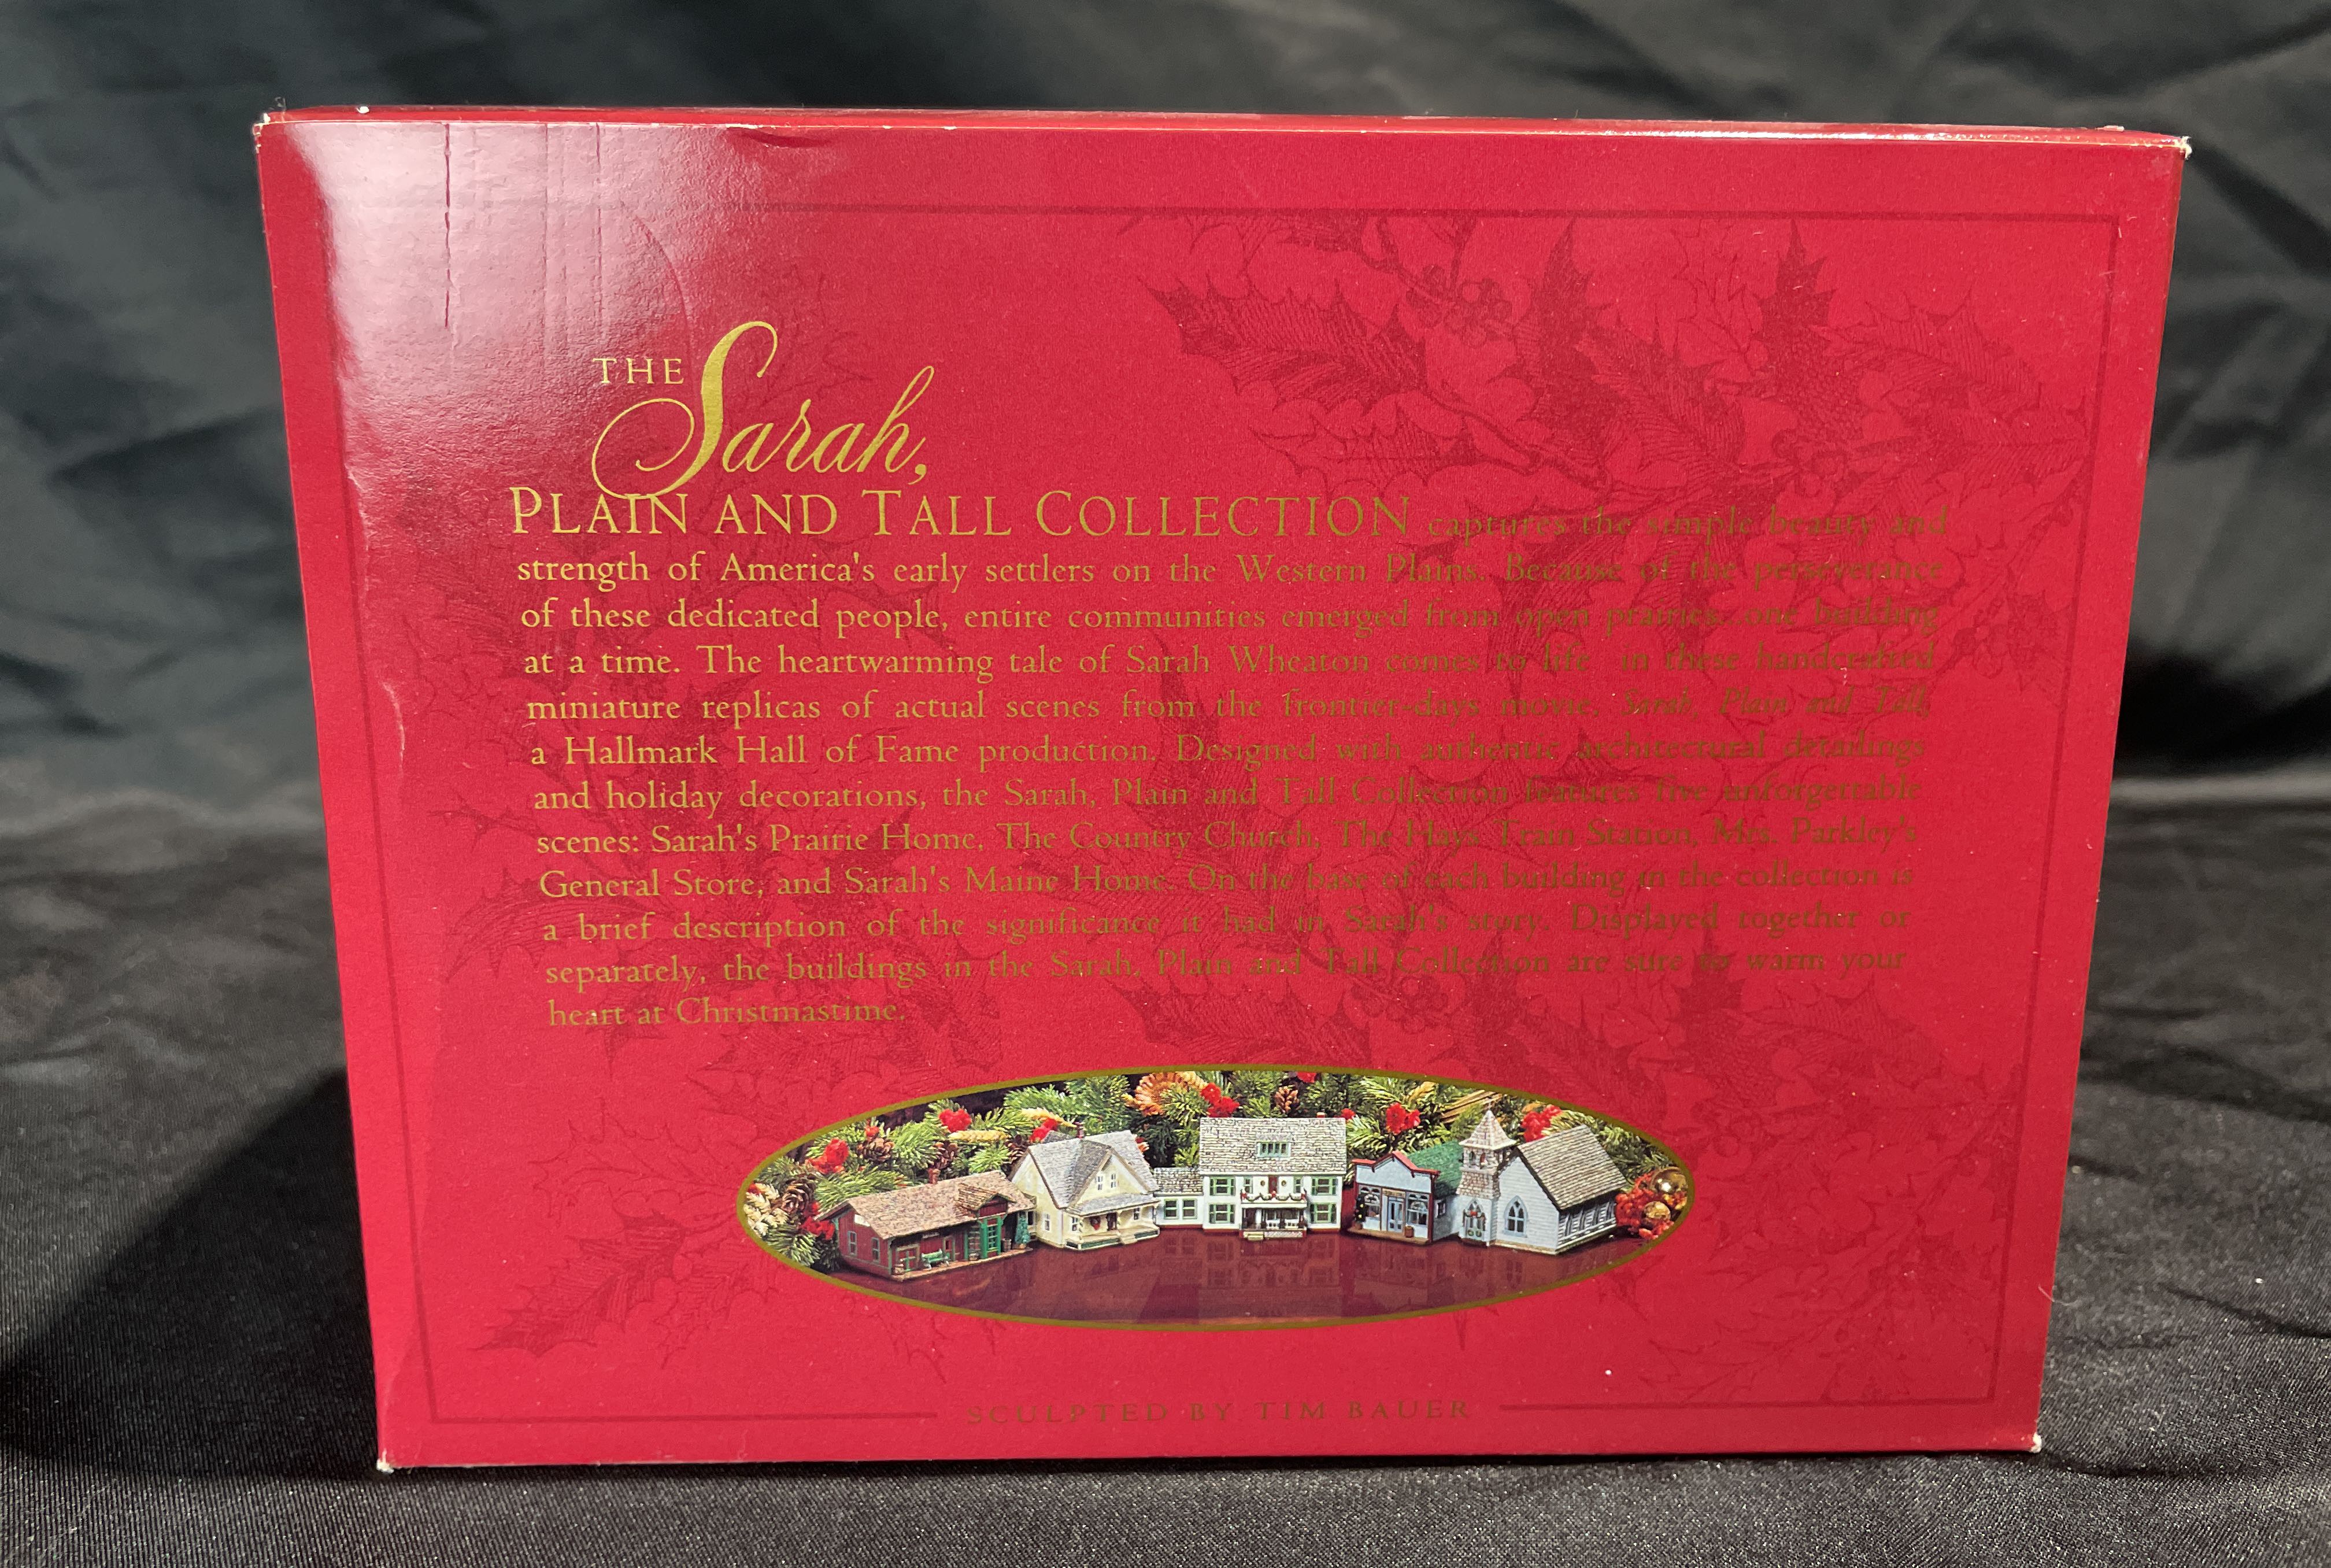 THE
Sarah,
PLAIN AND TALL COLLECTION captures the simple beauty and
strength of America's early settlers on the Western Plains. Because of the perseverance
of these dedicated people, entire communities emerged from open prairies...one building
at a time. The heartwarming tale of Sarah Wheaton comes to life in these handcrafted
miniature replicas of actual scenes from the frontier-days movie, Sarah, Plain and Tall,
a Hallmark Hall of Fame production. Designed with authentic architectural detailings
and holiday decorations, the Sarah, Plain and Tall Collection features five unforgettable
scenes: Sarah's Prairie Home, The Country Church, The Hays Train Station, Mrs. Parkley's
General Store, and Sarah's Maine Home. On the base of each building in the collection is
a brief description of the significance it had in Sarah's story. Displayed together or
separately, the buildings in the Sarah, Plain and Tall Collection are sure to warm your
heart at Christmastime.
SCULPTED BY TIM BAUER